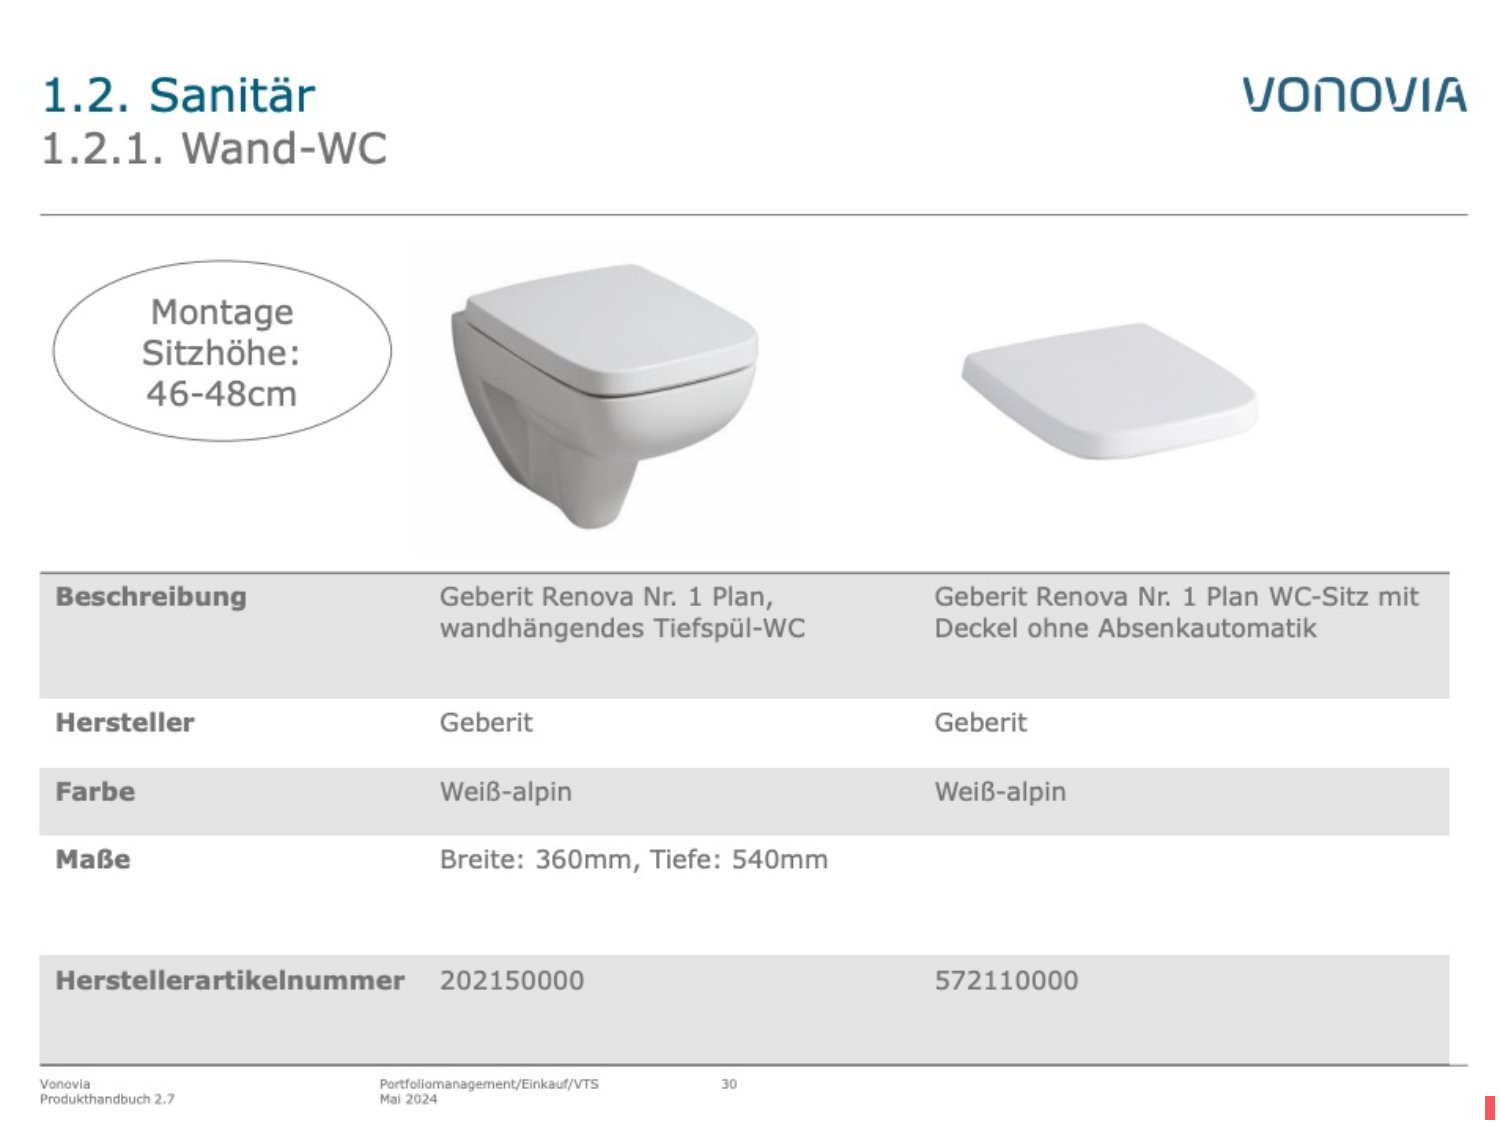 1.2. Sanitär
VONOVIA
1.2.1. Wand-WC
Montage
Sitzhöhe:
46-48cm
Beschreibung
Geberit Renova Nr. 1 Plan,
wandhängendes Tiefspül-WC
Geberit Renova Nr. 1 Plan WC-Sitz mit
Deckel ohne Absenkautomatik
Hersteller
Geberit
Geberit
Farbe
Weiß-alpin
Weiß-alpin
Maße
Breite: 360mm, Tiefe: 540mm
Herstellerartikelnummer
202150000
572110000
Vonovia
Produkthandbuch 2.7
Portfoliomanagement/Einkauf/VTS
Mai 2024
30